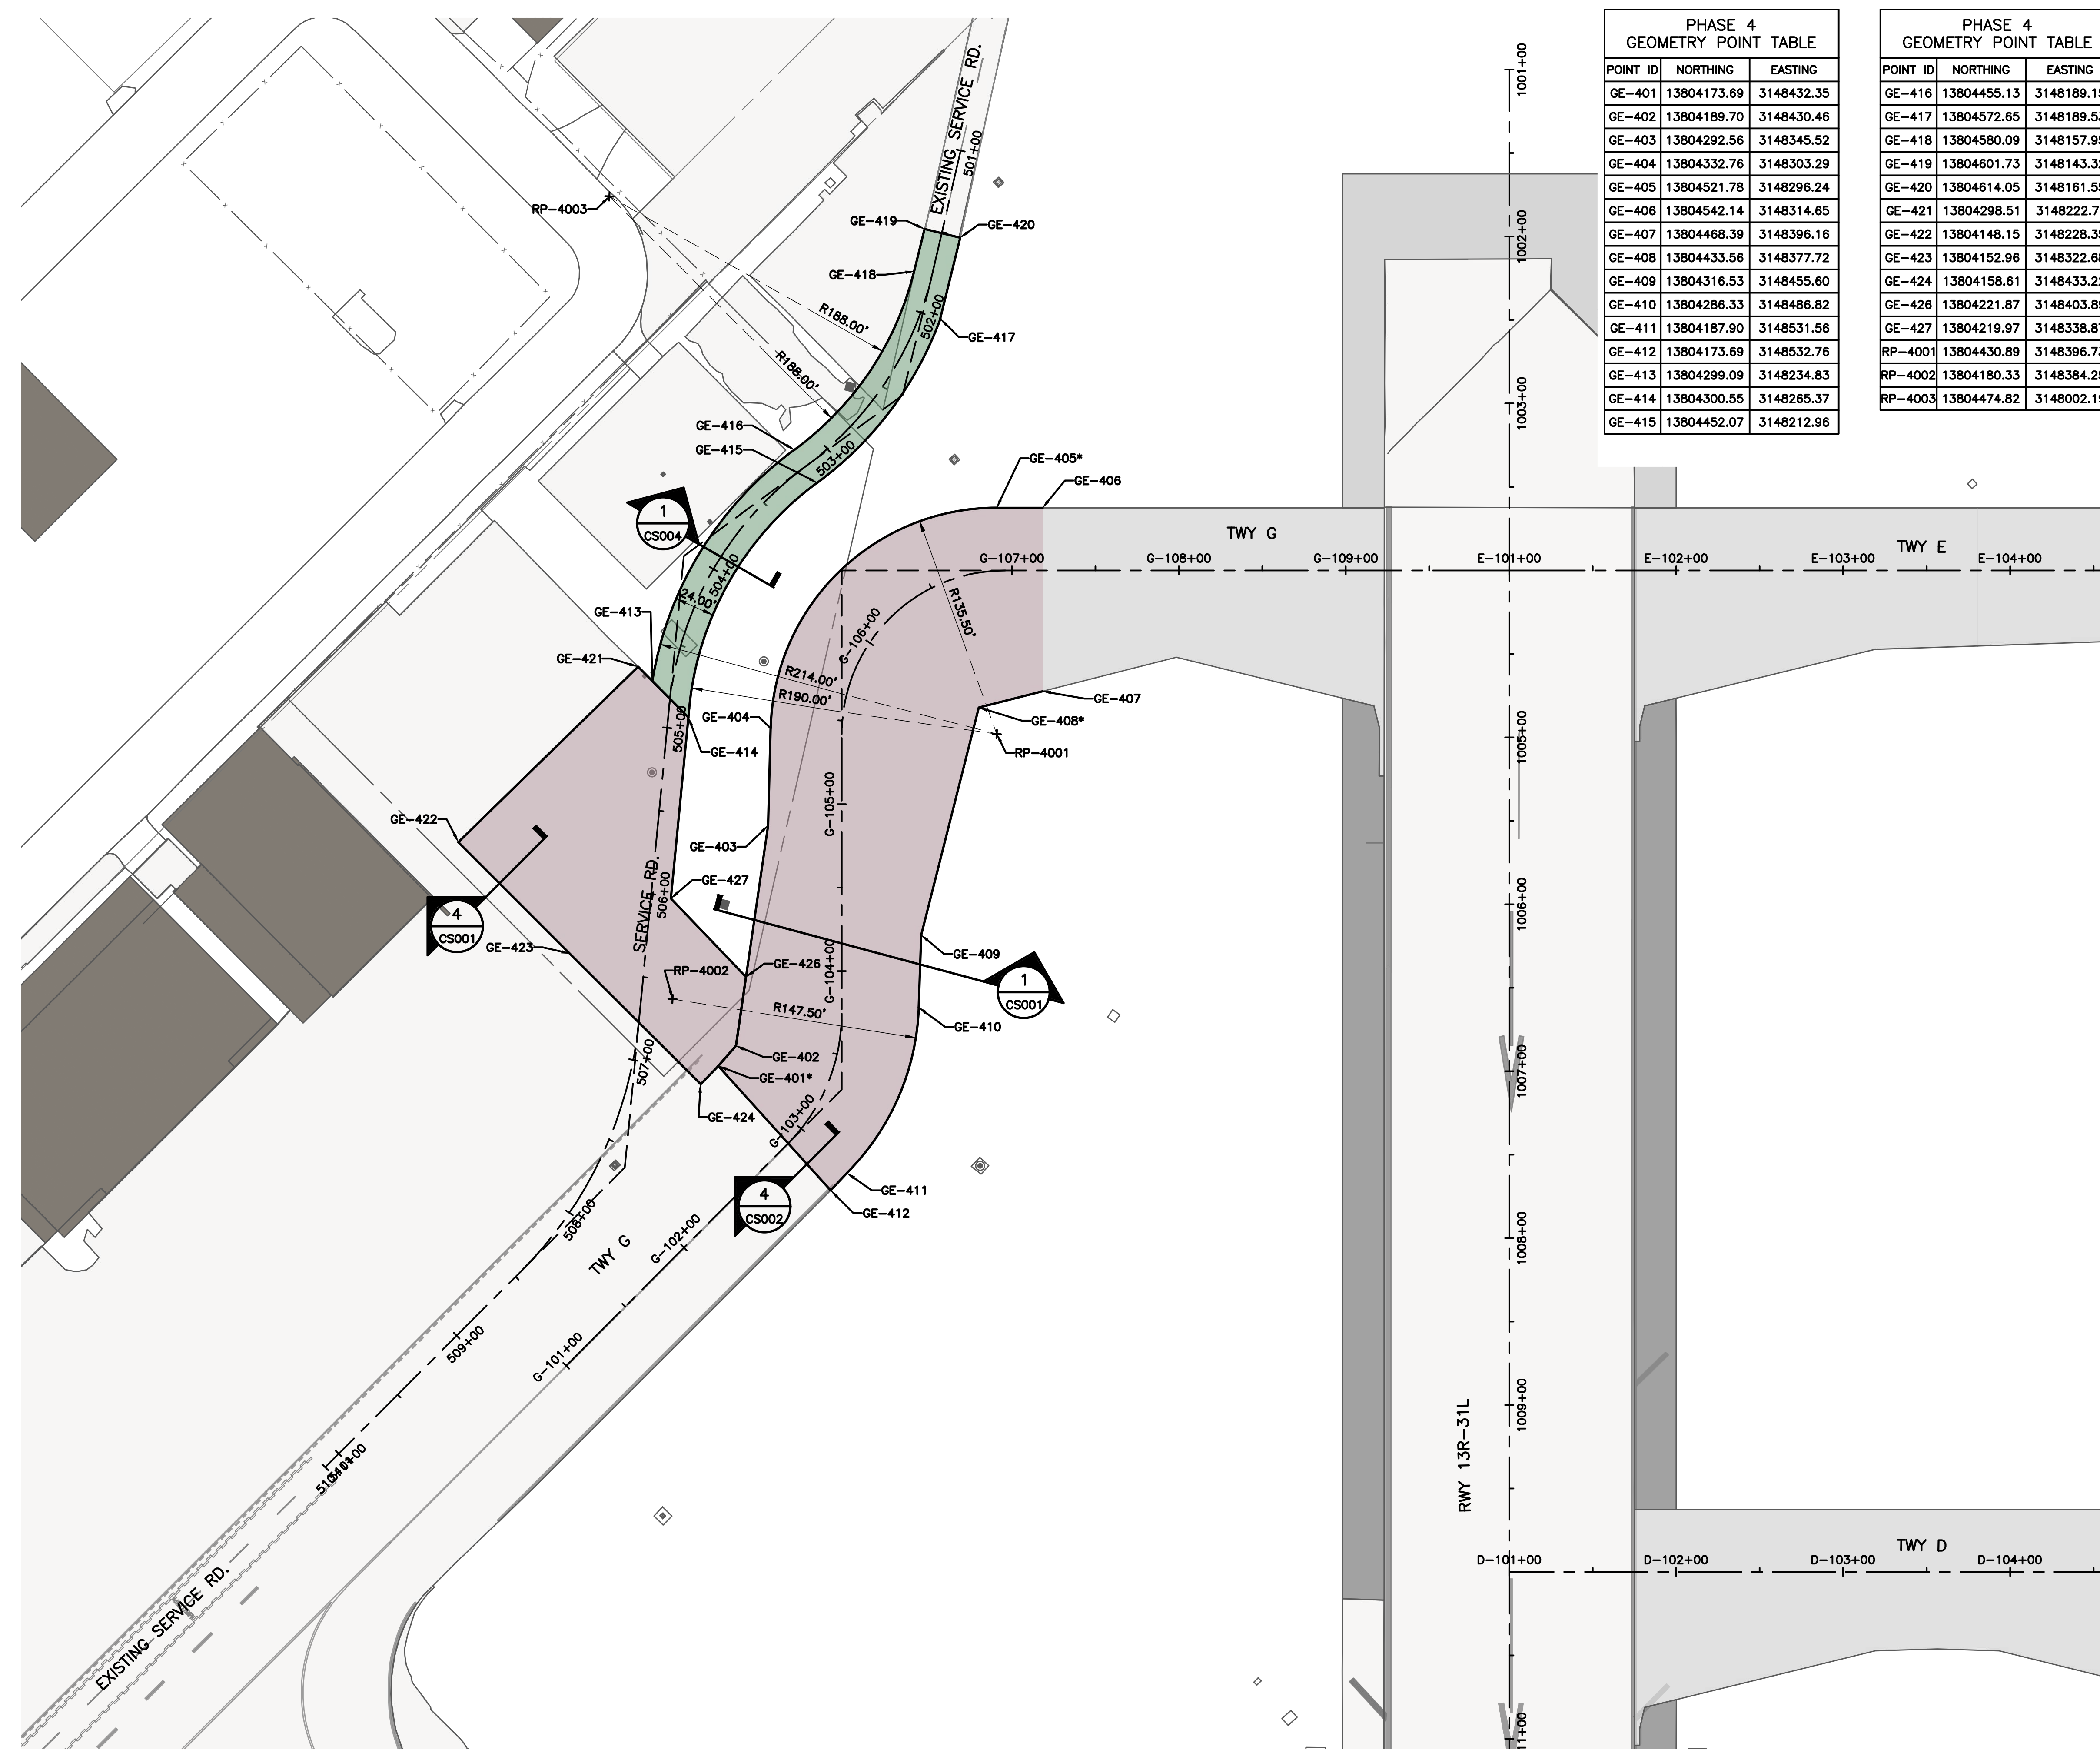 PHASE 4
GEOMETRY POINT TABLE
POINT ID NORTHING EASTING
GE-401 13804173.69 3148432.35
GE-402 13804189.70 3148430.46
GE-403 13804292.56 3148345.52
GE-404 13804332.76 3148303.29
GE-405 13804521.78 3148296.24
GE-406 13804542.14 3148314.65
GE-407 13804468.39 3148396.16
GE-408 13804433.56 3148377.72
GE-409 13804316.53 3148455.60
GE-410 13804286.33 3148486.82
GE-411 13804187.90 3148531.56
GE-412 13804173.69 3148532.76
GE-413 13804299.09 3148234.83
GE-414 13804300.55 3148265.37
GE-415 13804452.07 3148212.96
PHASE 4
GEOMETRY POINT TABLE
POINT ID NORTHING EASTING
GE-416 13804455.13
GE-417 13804572.65
GE-418 13804580.09
GE-419 13804601.73
GE-420 13804614.05
GE-421 13804298.51
GE-422 13804148.15
GE-423 13804152.96
GE-424 13804158.61
GE-426 13804221.87
GE-427 13804219.97
RP-4001 13804430.89
RP-4002 13804180.33
RP-4003 13804474.82
EXISTING SERVICE RD.
501+00
1001+00
RP-4003
GE-419
GE-420
1002+00
GE-418
R188.00'
502+00
GE-417
R188.00'
1003+00
GE-416
GE-415
503+00
GE-405*
GE-406
1
CS004
TWY G
TWY E
G-107+00
G-108+00
G-109+00
E-101+00
E-102+00
E-103+00
E-104+00
504+00
24.00'
GE-413
R135.50'
G-106+00
GE-421
R214.00'
R190.00'
GE-407
GE-404
GE-408*
505+00
GE-414
RP-4001
1005+00
G-105+00
GE-422
GE-403
SERVICE RD.
506+00
GE-427
1006+00
4
CS001
GE-423
GE-409
GE-426
RP-4002
G-104+00
1
CS001
R147.50'
GE-410
GE-402
507+00
GE-401*
1007+00
GE-424
G-103+00
GE-411
4
CS002
GE-412
508+00
G-102+00
TWY G
1008+00
509+00
G-101+00
1009+00
RWY 13R-31L
TWY D
D-101+00
D-102+00
D-103+00
D-104+00
EXISTING SERVICE RD.